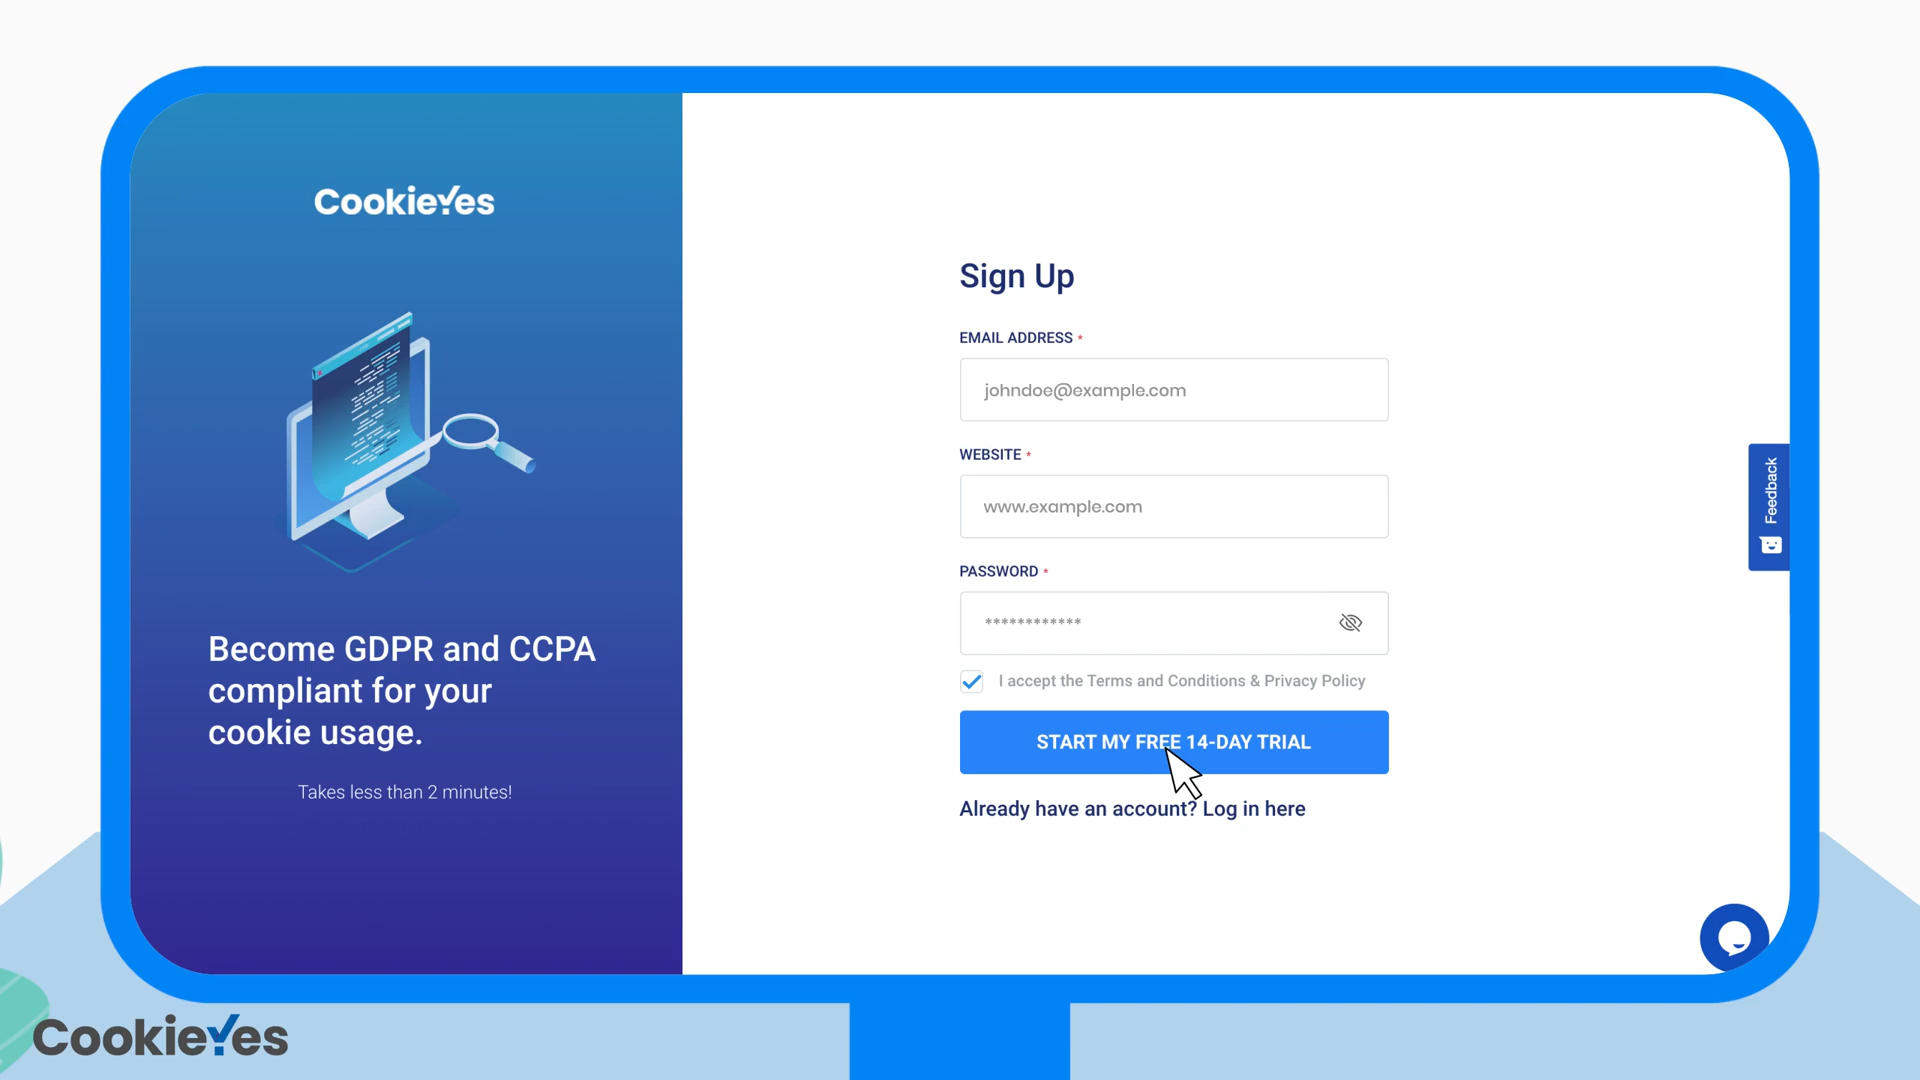 CookieYes
Become GDPR and CCPA
compliant for your
cookie usage.
Takes less than 2 minutes!
Sign Up
EMAIL ADDRESS *
johndoe@example.com
WEBSITE *
www.example.com
PASSWORD *
************
I accept the Terms and Conditions & Privacy Policy
START MY FREE 14-DAY TRIAL
Already have an account? Log in here
Feedback
CookieYes